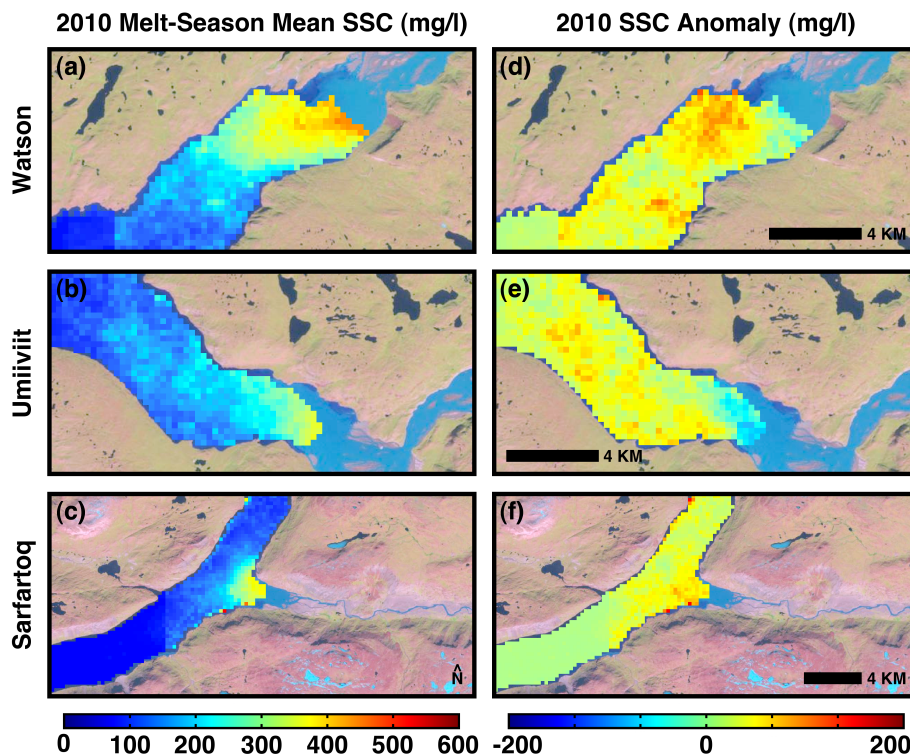 2010 Melt-Season Mean SSC (mg/l)
2010 SSC Anomaly (mg/l)
Watson
(a)
(d)
4 KM
Umiiviit
(b)
(e)
4 KM
Sarfartoq
(c)
(f)
N
4 KM
0 100 200 300 400 500 600
-200 0 200